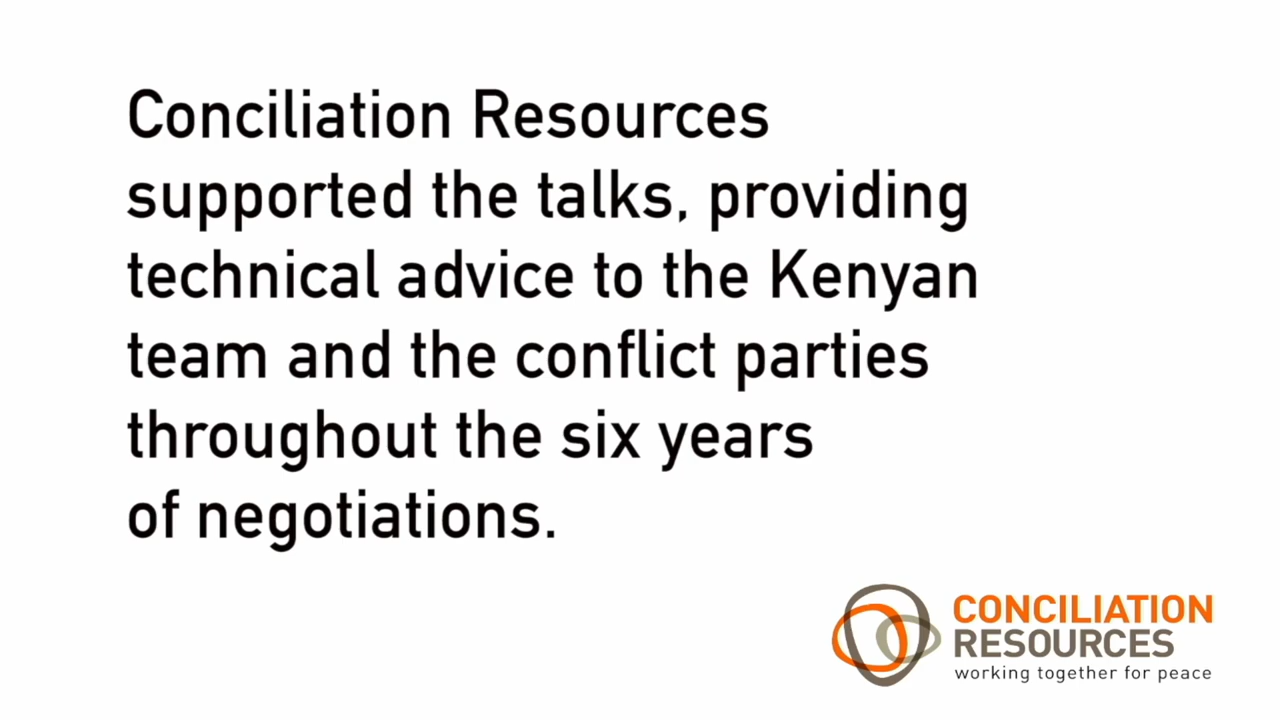 Conciliation Resources
supported the talks, providing
technical advice to the Kenyan
team and the conflict parties
throughout the six years
of negotiations.
CONCILIATION
RESOURCES
working together for peace